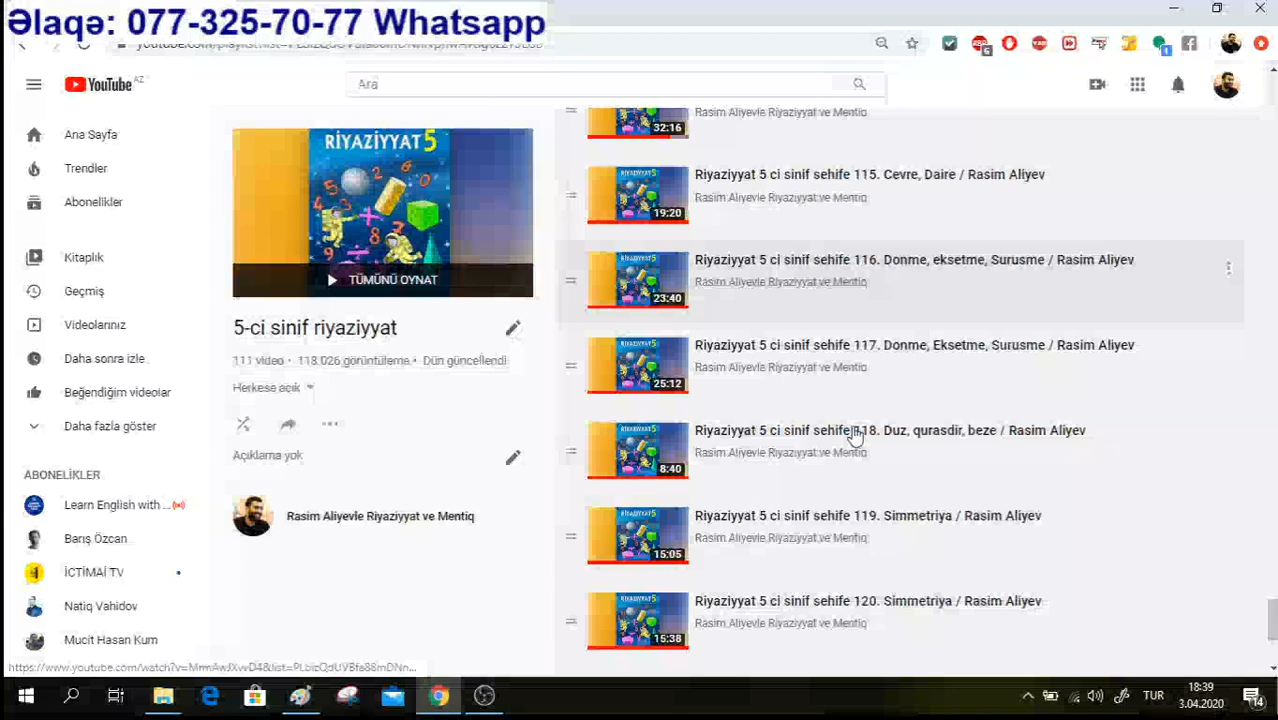 Əlaqə: 077-325-70-77 Whatsapp
YouTube AZ
Ara
Ana Sayfa
Trendler
Abonelikler
Kitaplık
Geçmiş
Videolarınız
Daha sonra izle
Beğendiğim videolar
Daha fazla göster
ABONELİKLER
Learn English with ...
Barış Özcan
İCTİMAİ TV
Natiq Vahidov
Mucit Hasan Kum
RİYAZİYYAT 5
TÜMÜNÜ OYNAT
5-ci sinif riyaziyyat
111 video • 118.026 görüntüleme • Dün güncellendi
Herkese açık
Açıklama yok
Rasim Aliyevle Riyaziyyat ve Mentiq
32:16
Rasim Aliyevle Riyaziyyat ve Mentiq
Riyaziyyat 5 ci sinif sehife 115. Cevre, Daire / Rasim Aliyev
Rasim Aliyevle Riyaziyyat ve Mentiq
19:20
Riyaziyyat 5 ci sinif sehife 116. Donme, eksetme, Surusme / Rasim Aliyev
Rasim Aliyevle Riyaziyyat ve Mentiq
23:40
Riyaziyyat 5 ci sinif sehife 117. Donme, Eksetme, Surusme / Rasim Aliyev
Rasim Aliyevle Riyaziyyat ve Mentiq
25:12
Riyaziyyat 5 ci sinif sehife 118. Duz, qurasdir, beze / Rasim Aliyev
Rasim Aliyevle Riyaziyyat ve Mentiq
8:40
Riyaziyyat 5 ci sinif sehife 119. Simmetriya / Rasim Aliyev
Rasim Aliyevle Riyaziyyat ve Mentiq
15:05
Riyaziyyat 5 ci sinif sehife 120. Simmetriya / Rasim Aliyev
Rasim Aliyevle Riyaziyyat ve Mentiq
15:38
TUR
18:39
3.04.2020
14